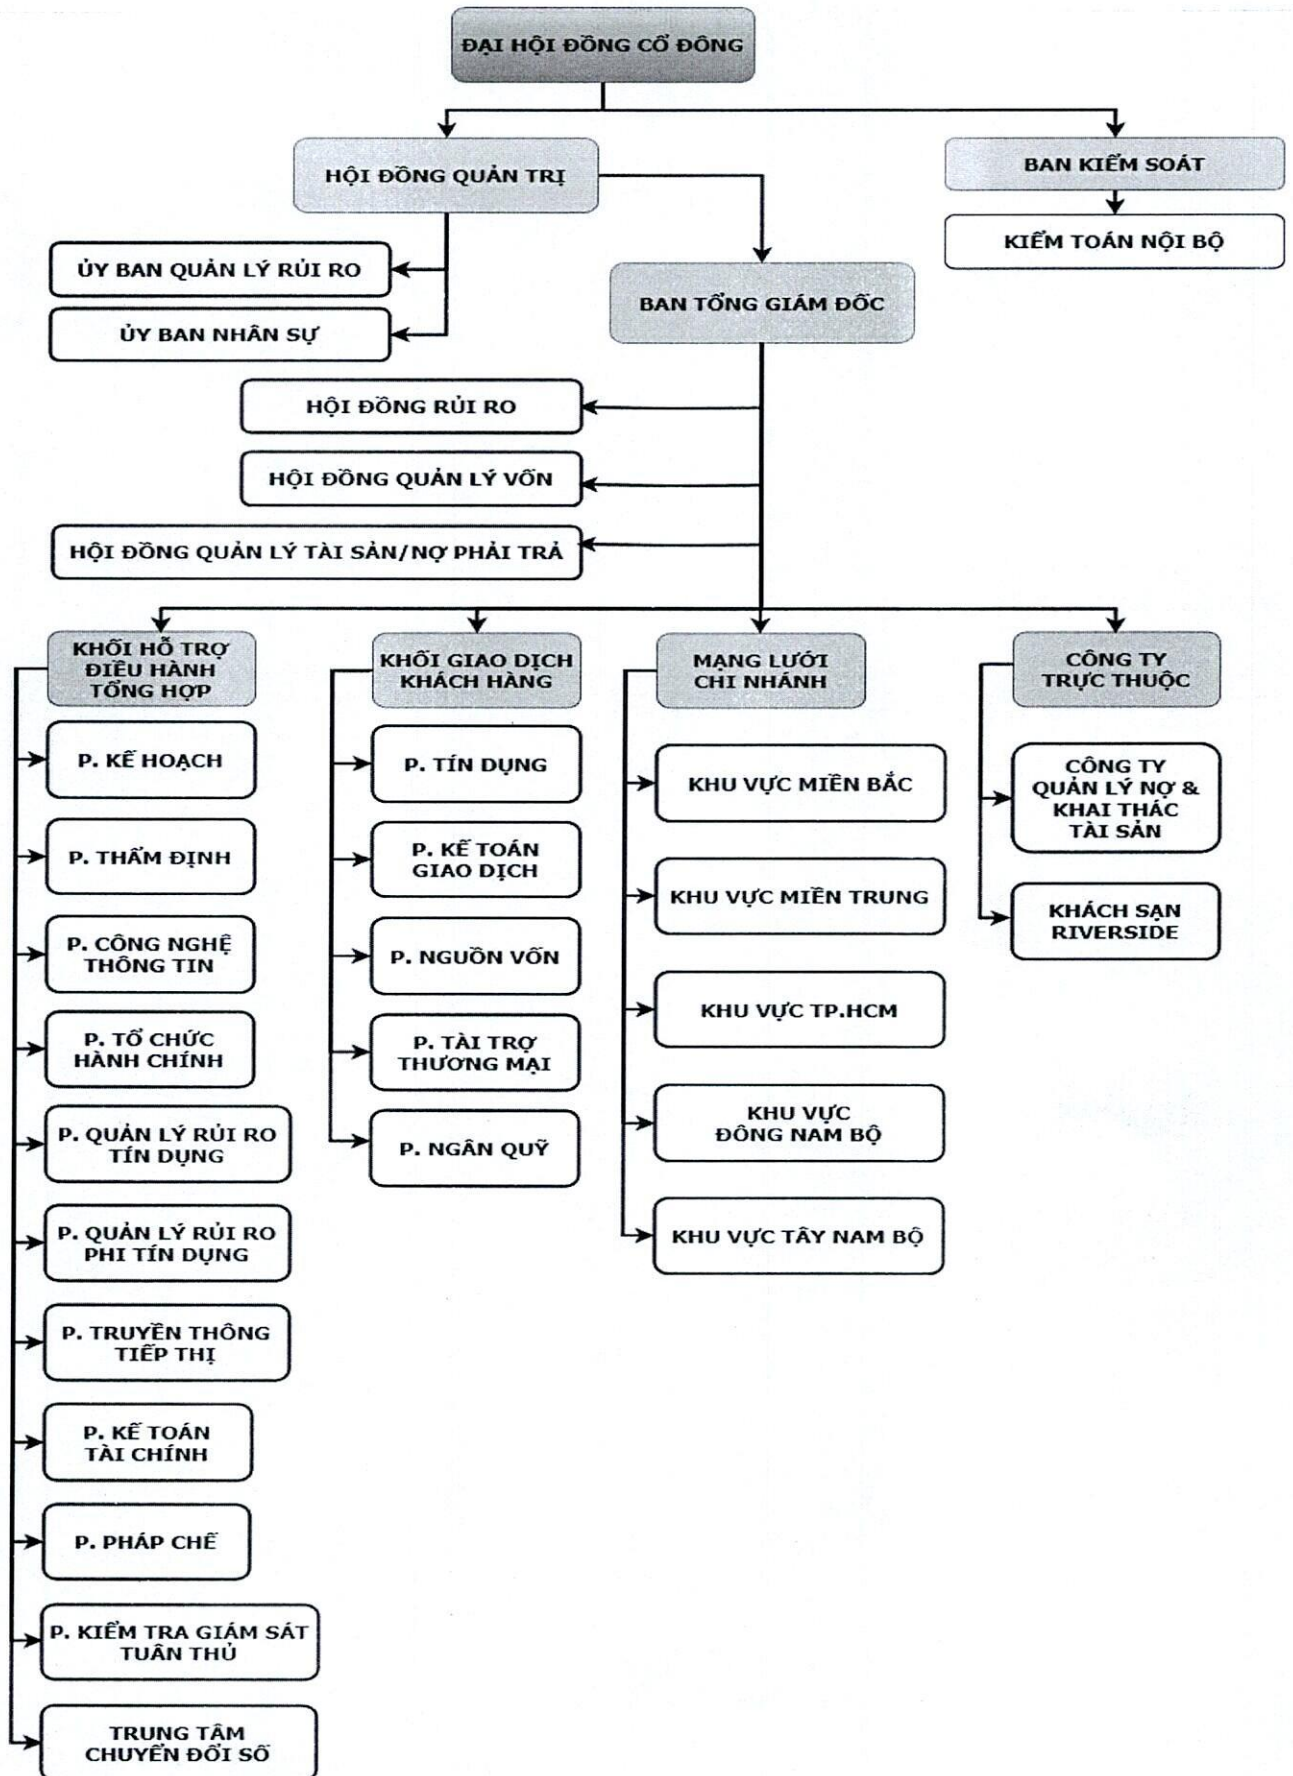 ĐẠI HỘI ĐỒNG CỔ ĐÔNG
HỘI ĐỒNG QUẢN TRỊ
BAN KIỂM SOÁT
KIỂM TOÁN NỘI BỘ
ỦY BAN QUẢN LÝ RỦI RO
ỦY BAN NHÂN SỰ
BAN TỔNG GIÁM ĐỐC
HỘI ĐỒNG RỦI RO
HỘI ĐỒNG QUẢN LÝ VỐN
HỘI ĐỒNG QUẢN LÝ TÀI SẢN/NỢ PHẢI TRẢ
KHỐI HỖ TRỢ
ĐIỀU HÀNH
TỔNG HỢP
P. KẾ HOẠCH
P. THẨM ĐỊNH
P. CÔNG NGHỆ
THÔNG TIN
P. TỔ CHỨC
HÀNH CHÍNH
P. QUẢN LÝ RỦI RO
TÍN DỤNG
P. QUẢN LÝ RỦI RO
PHI TÍN DỤNG
P. TRUYỀN THÔNG
TIẾP THỊ
P. KẾ TOÁN
TÀI CHÍNH
P. PHÁP CHẾ
P. KIỂM TRA GIÁM SÁT
TUÂN THỦ
TRUNG TÂM
CHUYỂN ĐỔI SỐ
KHỐI GIAO DỊCH
KHÁCH HÀNG
P. TÍN DỤNG
P. KẾ TOÁN
GIAO DỊCH
P. NGUỒN VỐN
P. TÀI TRỢ
THƯƠNG MẠI
P. NGÂN QUỸ
MẠNG LƯỚI
CHI NHÁNH
KHU VỰC MIỀN BẮC
KHU VỰC MIỀN TRUNG
KHU VỰC TP.HCM
KHU VỰC
ĐÔNG NAM BỘ
KHU VỰC TÂY NAM BỘ
CÔNG TY
TRỰC THUỘC
CÔNG TY
QUẢN LÝ NỢ &
KHAI THÁC
TÀI SẢN
KHÁCH SẠN
RIVERSIDE